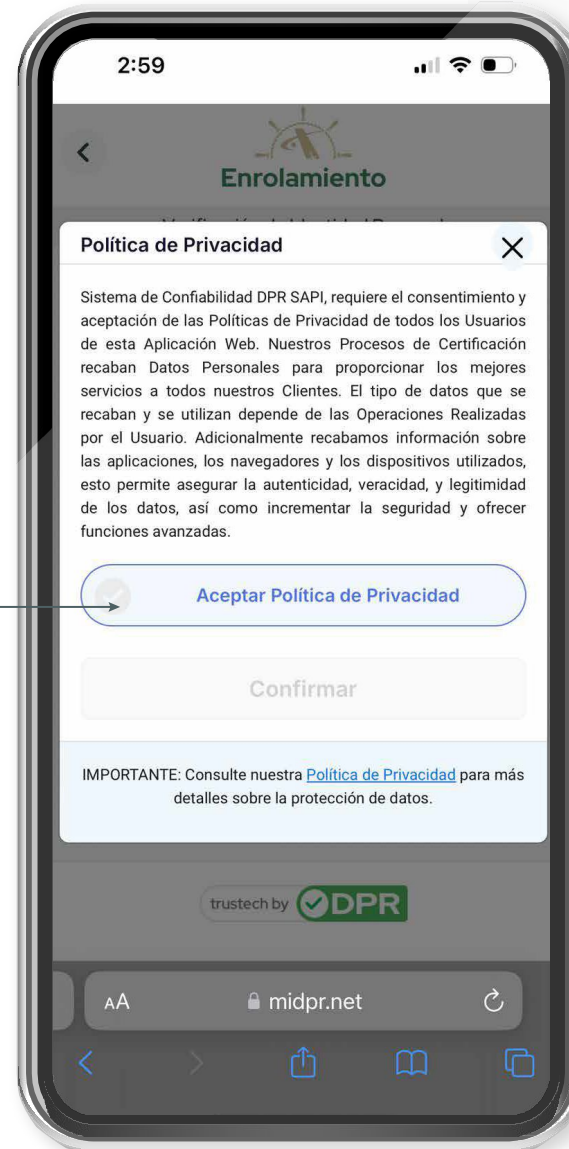 2:59
Enrolamiento
Política de Privacidad
Sistema de Confiabilidad DPR SAPI, requiere el consentimiento y
aceptación de las Políticas de Privacidad de todos los Usuarios
de esta Aplicación Web. Nuestros Procesos de Certificación
recaban Datos Personales para proporcionar los mejores
servicios a todos nuestros Clientes. El tipo de datos que se
recaban y se utilizan depende de las Operaciones Realizadas
por el Usuario. Adicionalmente recabamos información sobre
las aplicaciones, los navegadores y los dispositivos utilizados,
esto permite asegurar la autenticidad, veracidad, y legitimidad
de los datos, así como incrementar la seguridad y ofrecer
funciones avanzadas.
Aceptar Política de Privacidad
Confirmar
IMPORTANTE: Consulte nuestra Política de Privacidad para más
detalles sobre la protección de datos.
trustech by DPR
AA midpr.net